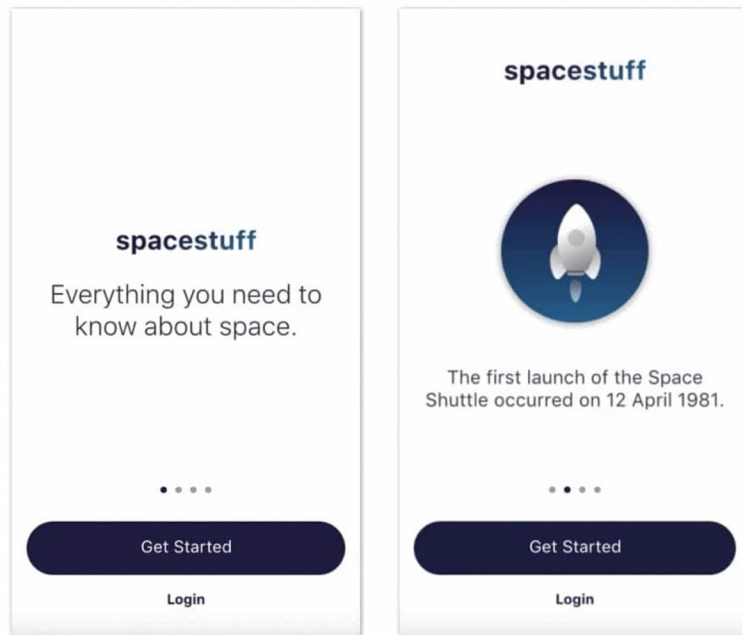 spacestuff
Everything you need to
know about space.
Get Started
Login
spacestuff
The first launch of the Space
Shuttle occurred on 12 April 1981.
Get Started
Login